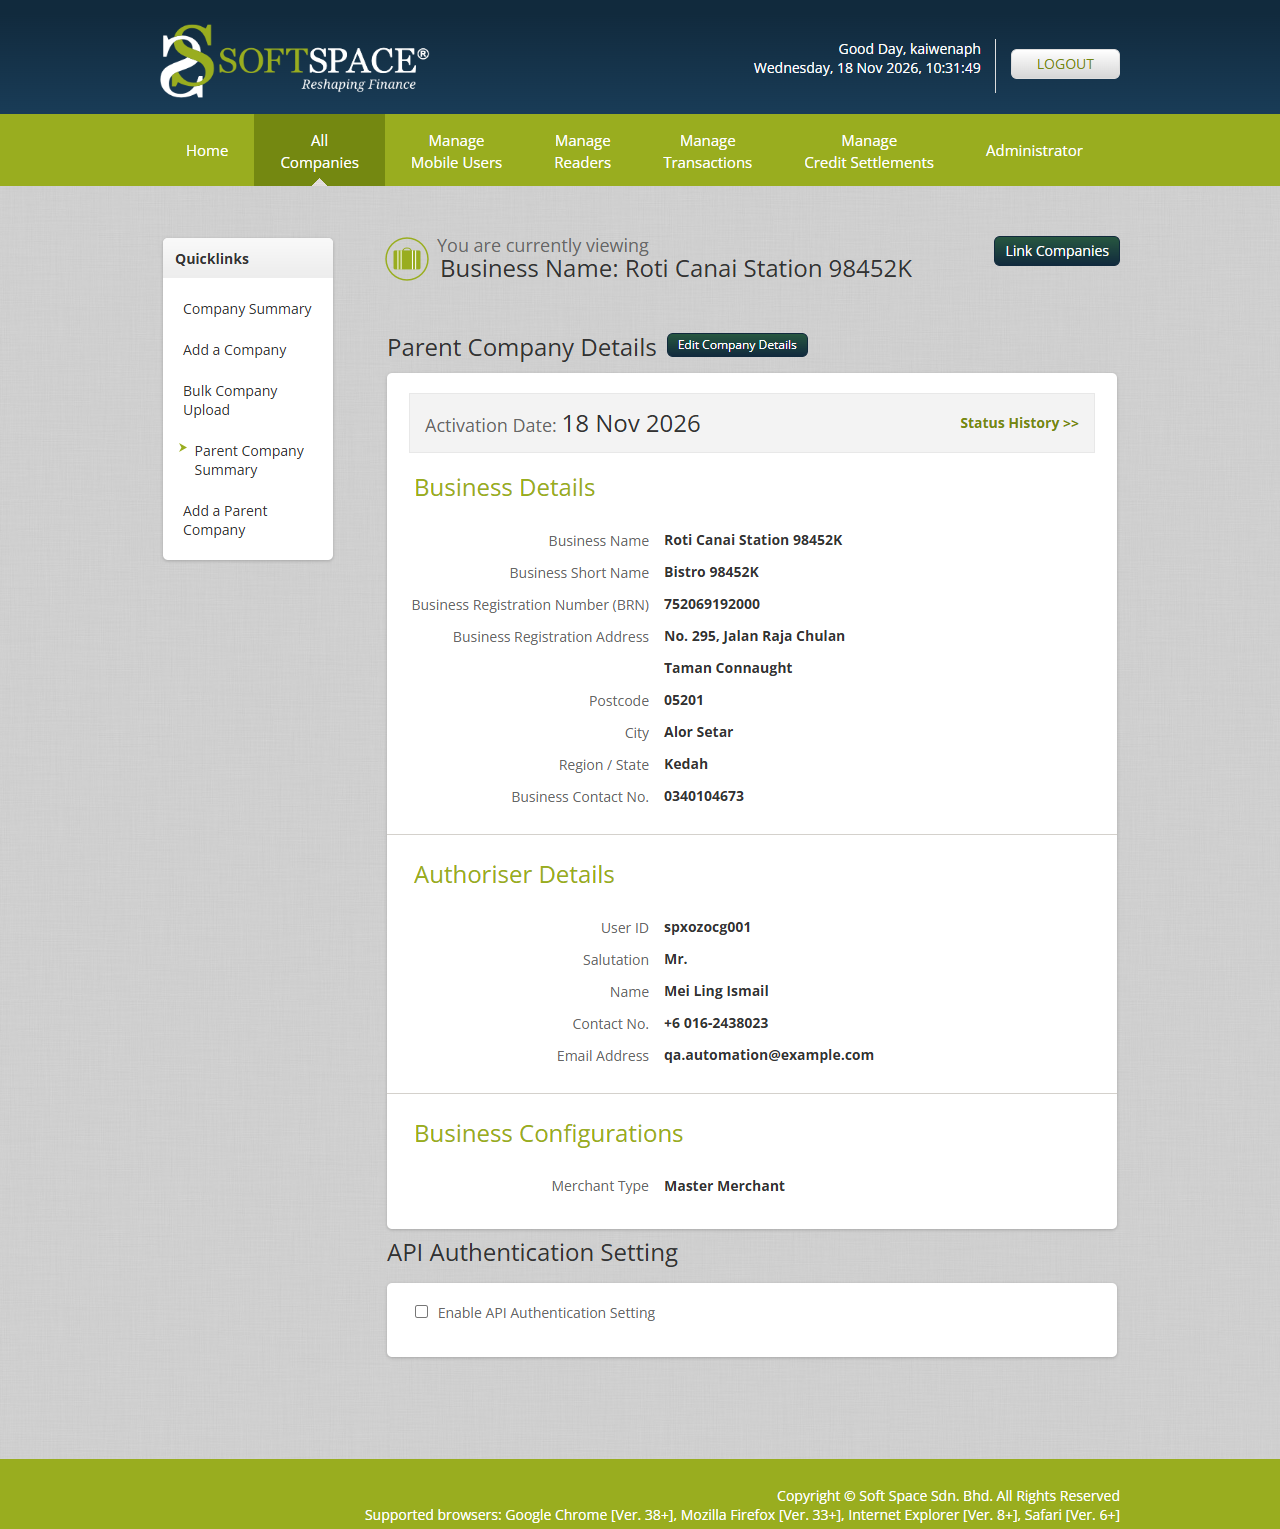 SOFTSPACE®
Reshaping Finance
Good Day, kaiwenaph
Wednesday, 18 Nov 2026, 10:31:49
LOGOUT
Home
All
Companies
Manage
Mobile Users
Manage
Readers
Manage
Transactions
Manage
Credit Settlements
Administrator
Quicklinks
Company Summary
Add a Company
Bulk Company
Upload
Parent Company
Summary
Add a Parent
Company
You are currently viewing
Business Name: Roti Canai Station 98452K
Link Companies
Parent Company Details
Edit Company Details
Activation Date: 18 Nov 2026
Status History >>
Business Details
Business Name Roti Canai Station 98452K
Business Short Name Bistro 98452K
Business Registration Number (BRN) 752069192000
Business Registration Address No. 295, Jalan Raja Chulan
Taman Connaught
Postcode 05201
City Alor Setar
Region / State Kedah
Business Contact No. 0340104673
Authoriser Details
User ID spxozocg001
Salutation Mr.
Name Mei Ling Ismail
Contact No. +6 016-2438023
Email Address qa.automation@example.com
Business Configurations
Merchant Type Master Merchant
API Authentication Setting
Enable API Authentication Setting
Copyright © Soft Space Sdn. Bhd. All Rights Reserved
Supported browsers: Google Chrome [Ver. 38+], Mozilla Firefox [Ver. 33+], Internet Explorer [Ver. 8+], Safari [Ver. 6+]